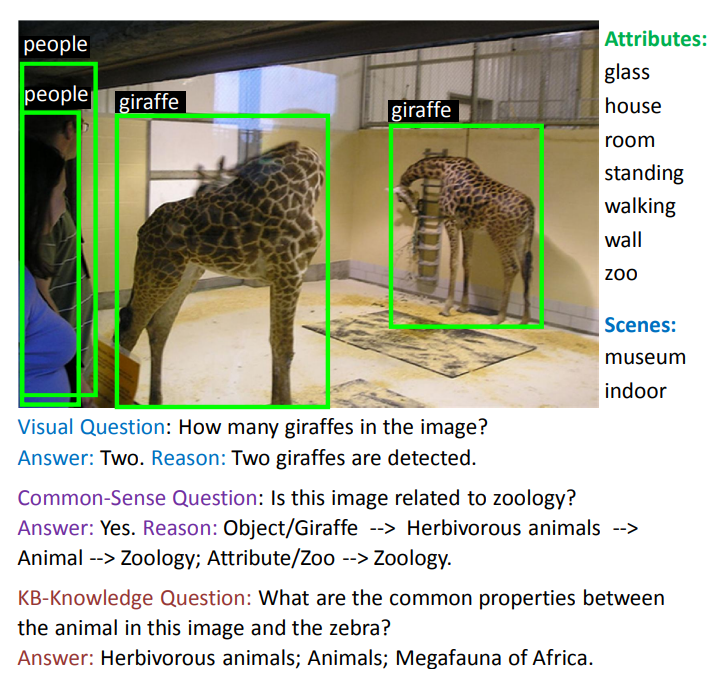 people
people
giraffe
giraffe
Attributes:
glass
house
room
standing
walking
wall
zoo
Scenes:
museum
indoor
Visual Question: How many giraffes in the image?
Answer: Two. Reason: Two giraffes are detected.
Common-Sense Question: Is this image related to zoology?
Answer: Yes. Reason: Object/Giraffe --> Herbivorous animals -->
Animal --> Zoology; Attribute/Zoo --> Zoology.
KB-Knowledge Question: What are the common properties between
the animal in this image and the zebra?
Answer: Herbivorous animals; Animals; Megafauna of Africa.